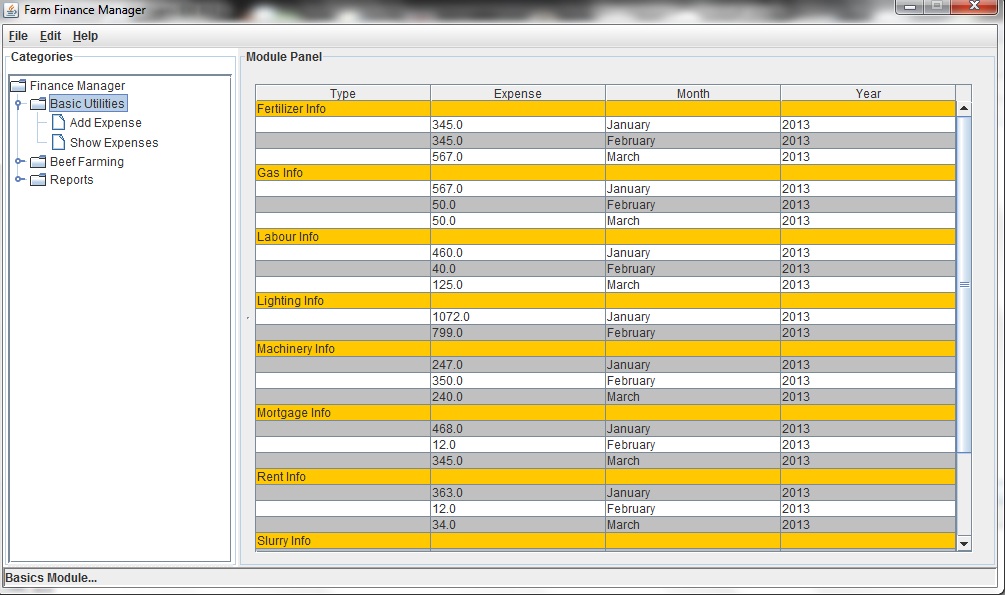 Farm Finance Manager
File Edit Help
Categories
Finance Manager
Basic Utilities
Add Expense
Show Expenses
Beef Farming
Reports
Module Panel
Type Expense Month Year
Fertilizer Info
345.0 January 2013
345.0 February 2013
567.0 March 2013
Gas Info
567.0 January 2013
50.0 February 2013
50.0 March 2013
Labour Info
460.0 January 2013
40.0 February 2013
125.0 March 2013
Lighting Info
1072.0 January 2013
799.0 February 2013
Machinery Info
247.0 January 2013
350.0 February 2013
240.0 March 2013
Mortgage Info
468.0 January 2013
12.0 February 2013
345.0 March 2013
Rent Info
363.0 January 2013
12.0 February 2013
34.0 March 2013
Slurry Info
Basics Module...